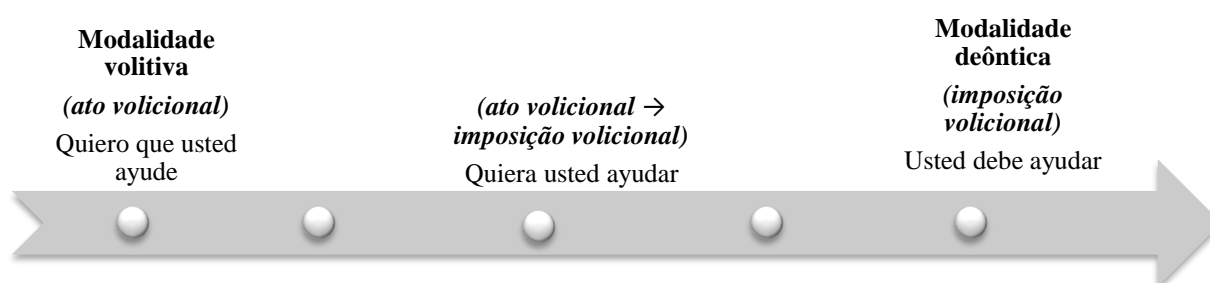 Modalidade
volitiva
(ato volicional)
Quiero que usted
ayude
(ato volicional →
imposição volicional)
Quiera usted ayudar
Modalidade
deôntica
(imposição
volicional)
Usted debe ayudar